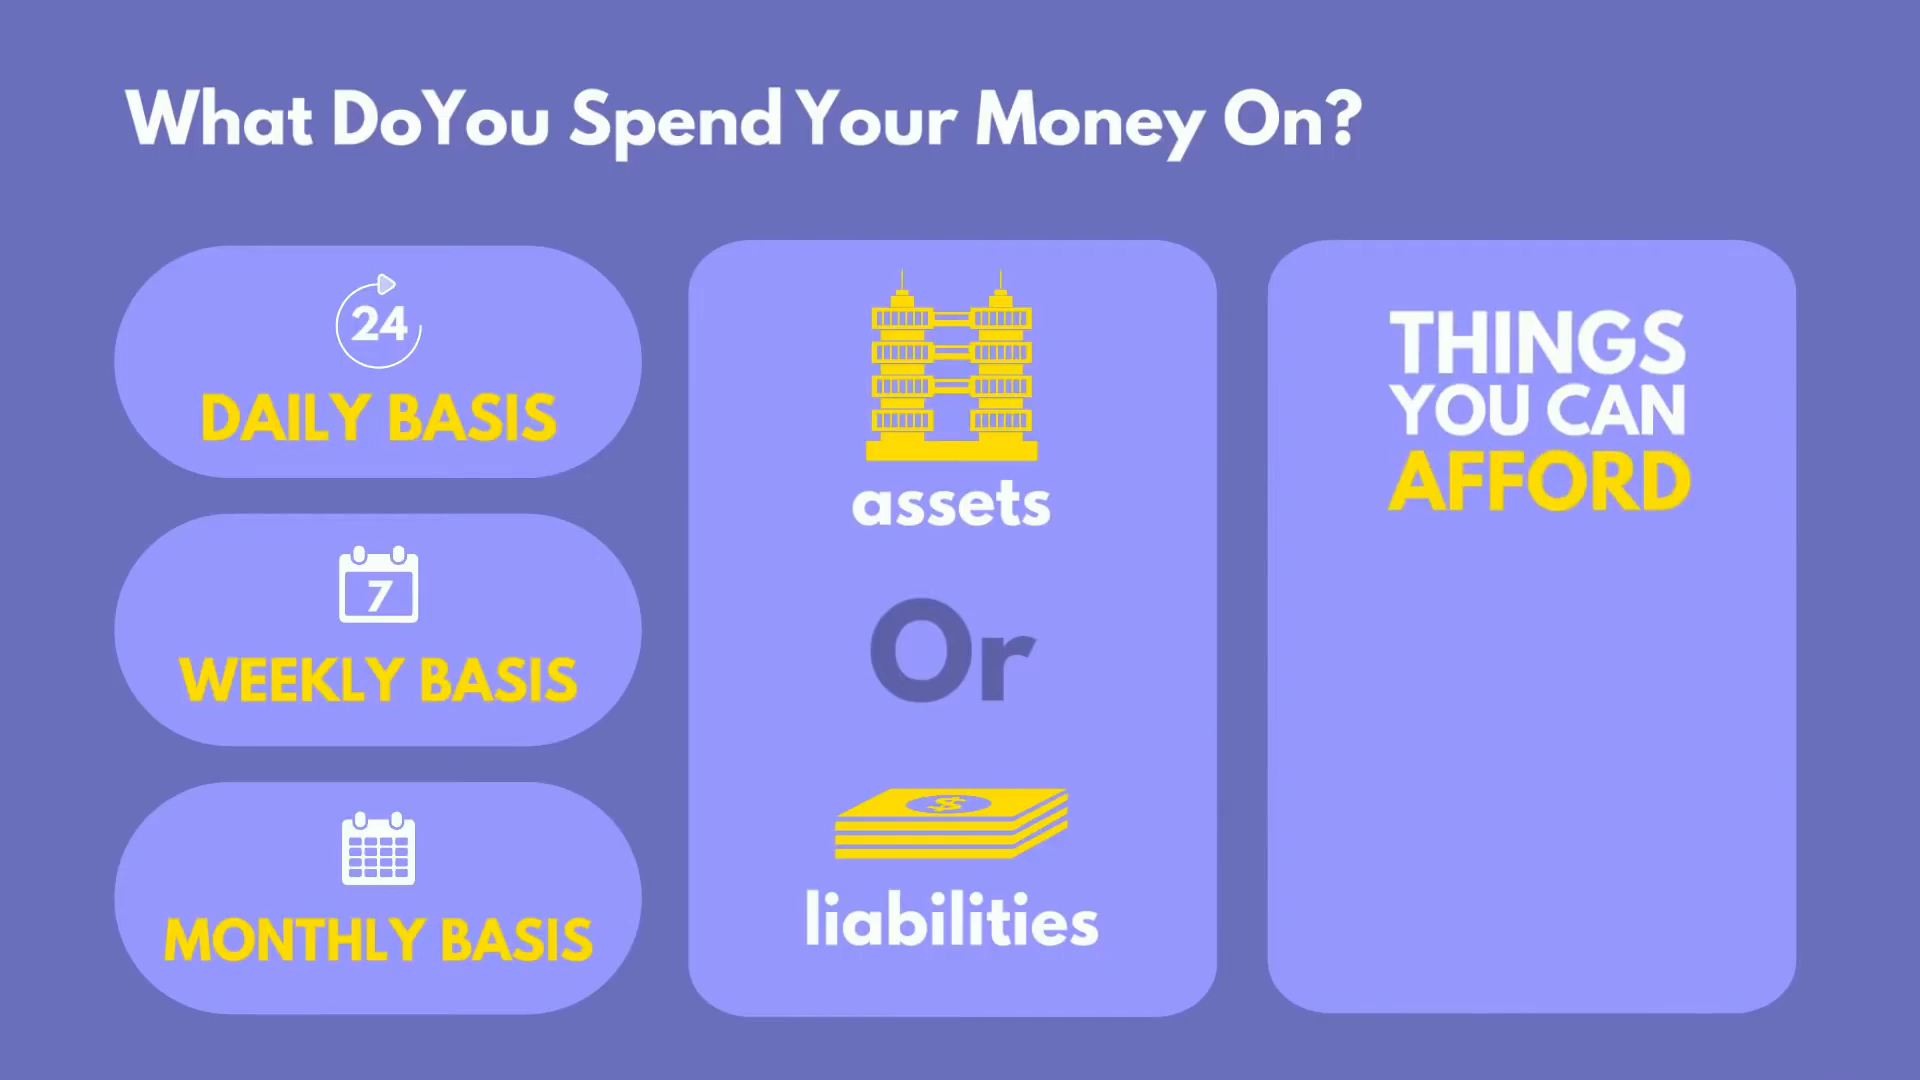 What DoYou Spend Your Money On?
24
DAILY BASIS
7
WEEKLY BASIS
MONTHLY BASIS
assets
Or
$
liabilities
THINGS
YOU CAN
AFFORD